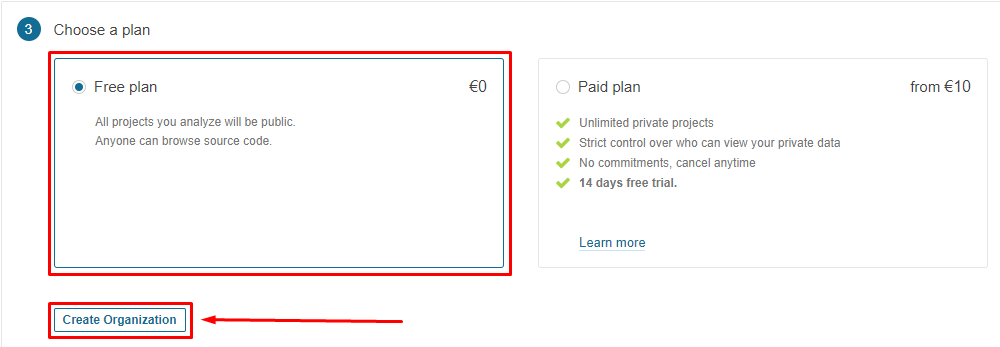 3 Choose a plan
Free plan €0
All projects you analyze will be public.
Anyone can browse source code.
Paid plan from €10
Unlimited private projects
Strict control over who can view your private data
No commitments, cancel anytime
14 days free trial.
Learn more
Create Organization